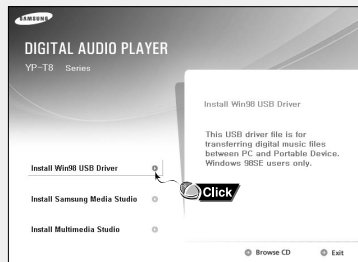 SAMSUNG
DIGITAL AUDIO PLAYER
YP-T8 Series
Install Win98 USB Driver
This USB driver file is for
transferring digital music files
between PC and Portable Device.
Windows 98SE users only.
Install Win98 USB Driver
Click
Install Samsung Media Studio
Install Multimedia Studio
Browse CD
Exit